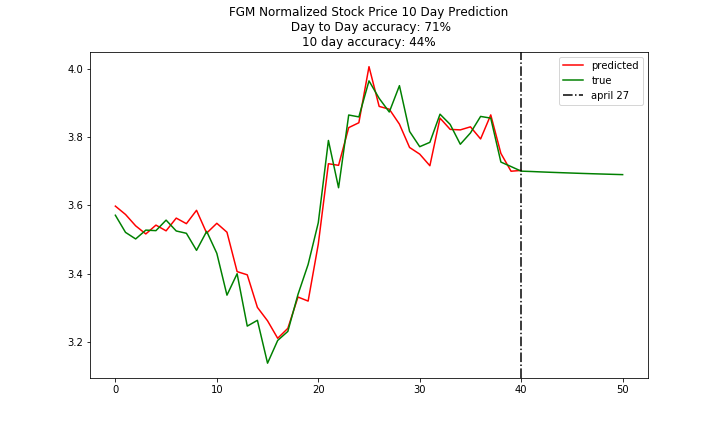 FGM Normalized Stock Price 10 Day Prediction
Day to Day accuracy: 71%
10 day accuracy: 44%
predicted
true
april 27
4.0
3.8
3.6
3.4
3.2
0 10 20 30 40 50